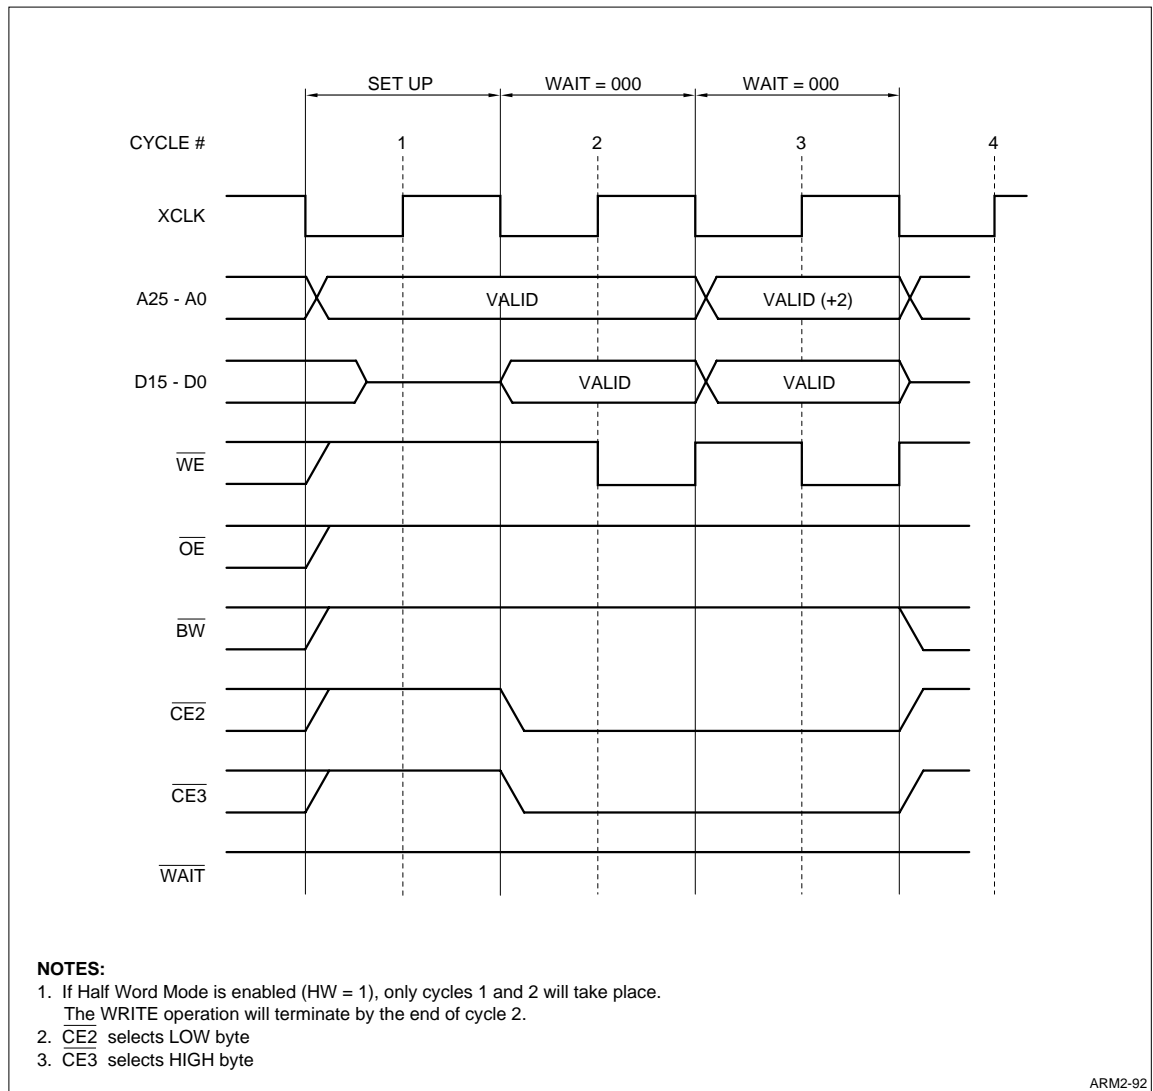 SET UP WAIT = 000 WAIT = 000
CYCLE # 1 2 3 4
XCLK
A25 - A0 VALID VALID (+2)
D15 - D0 VALID VALID
WE
OE
BW
CE2
CE3
WAIT
NOTES:
1. If Half Word Mode is enabled (HW = 1), only cycles 1 and 2 will take place.
The WRITE operation will terminate by the end of cycle 2.
2. CE2 selects LOW byte
3. CE3 selects HIGH byte
ARM2-92